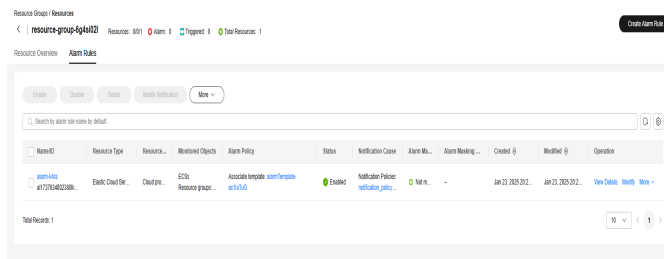 Resource Groups / Resources
resource-group-6g4si02l Resources: 0/0/1 Alarm: 0 Triggered: 0 Total Resources: 1
Create Alarm Rule
Resource Overview Alarm Rules
Enable Disable Delete Modify Notification More
Search by alarm rule name by default.
Name/ID Resource Type Resource... Monitored Objects Alarm Policy Status Notification Cause Alarm Ma... Alarm Masking ... Created Modified Operation
alarm-k4ra Elastic Cloud Ser... Cloud pro... ECSs Associate template: alarmTemplate- Enabled Notification Policies: Not m... -- Jan 23, 2025 20:2... Jan 23, 2025 20:2... View Details Modify More
Resource groups: ... notification_policy...
Total Records: 1 10 1